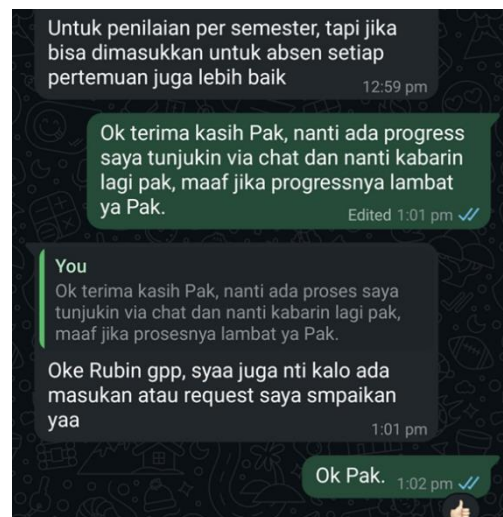 Untuk penilaian per semester, tapi jika
bisa dimasukkan untuk absen setiap
pertemuan juga lebih baik
12:59 pm
Ok terima kasih Pak, nanti ada progress
saya tunjukin via chat dan nanti kabarin
lagi pak, maaf jika progressnya lambat
ya Pak.
Edited 1:01 pm
You
Ok terima kasih Pak, nanti ada proses saya
tunjukin via chat dan nanti kabarin lagi pak,
maaf jika prosesnya lambat ya Pak.
Oke Rubin gpp, syaa juga nti kalo ada
masukan atau request saya smpaikan
yaa
1:01 pm
Ok Pak. 1:02 pm